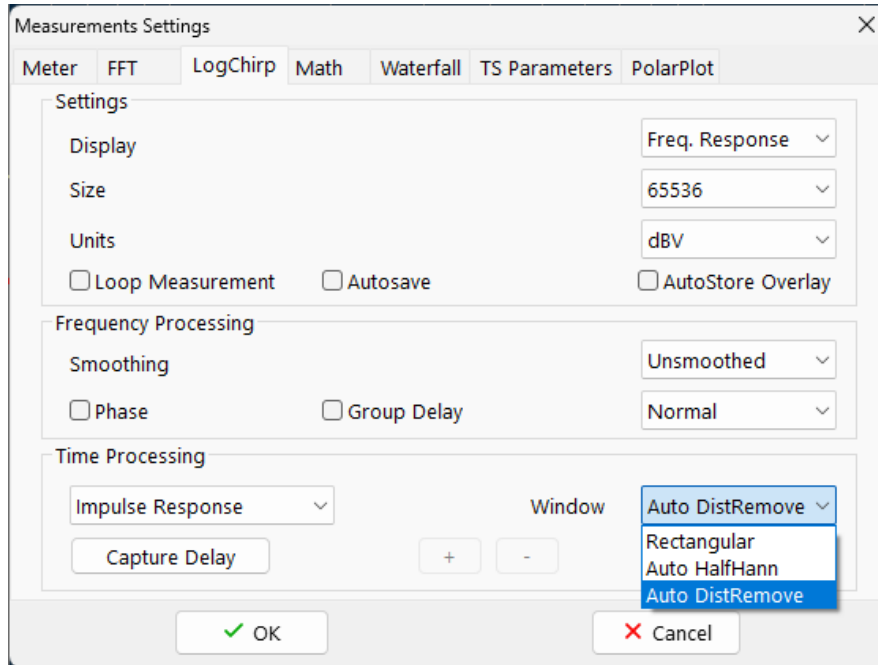 Measurements Settings
Meter FFT LogChirp Math Waterfall TS Parameters PolarPlot
Settings
Display Freq. Response
Size 65536
Units dBV
Loop Measurement Autosave AutoStore Overlay
Frequency Processing
Smoothing Unsmoothed
Phase Group Delay Normal
Time Processing
Impulse Response Window Auto DistRemove
Rectangular
Capture Delay + - Auto HalfHann
Auto DistRemove
OK Cancel